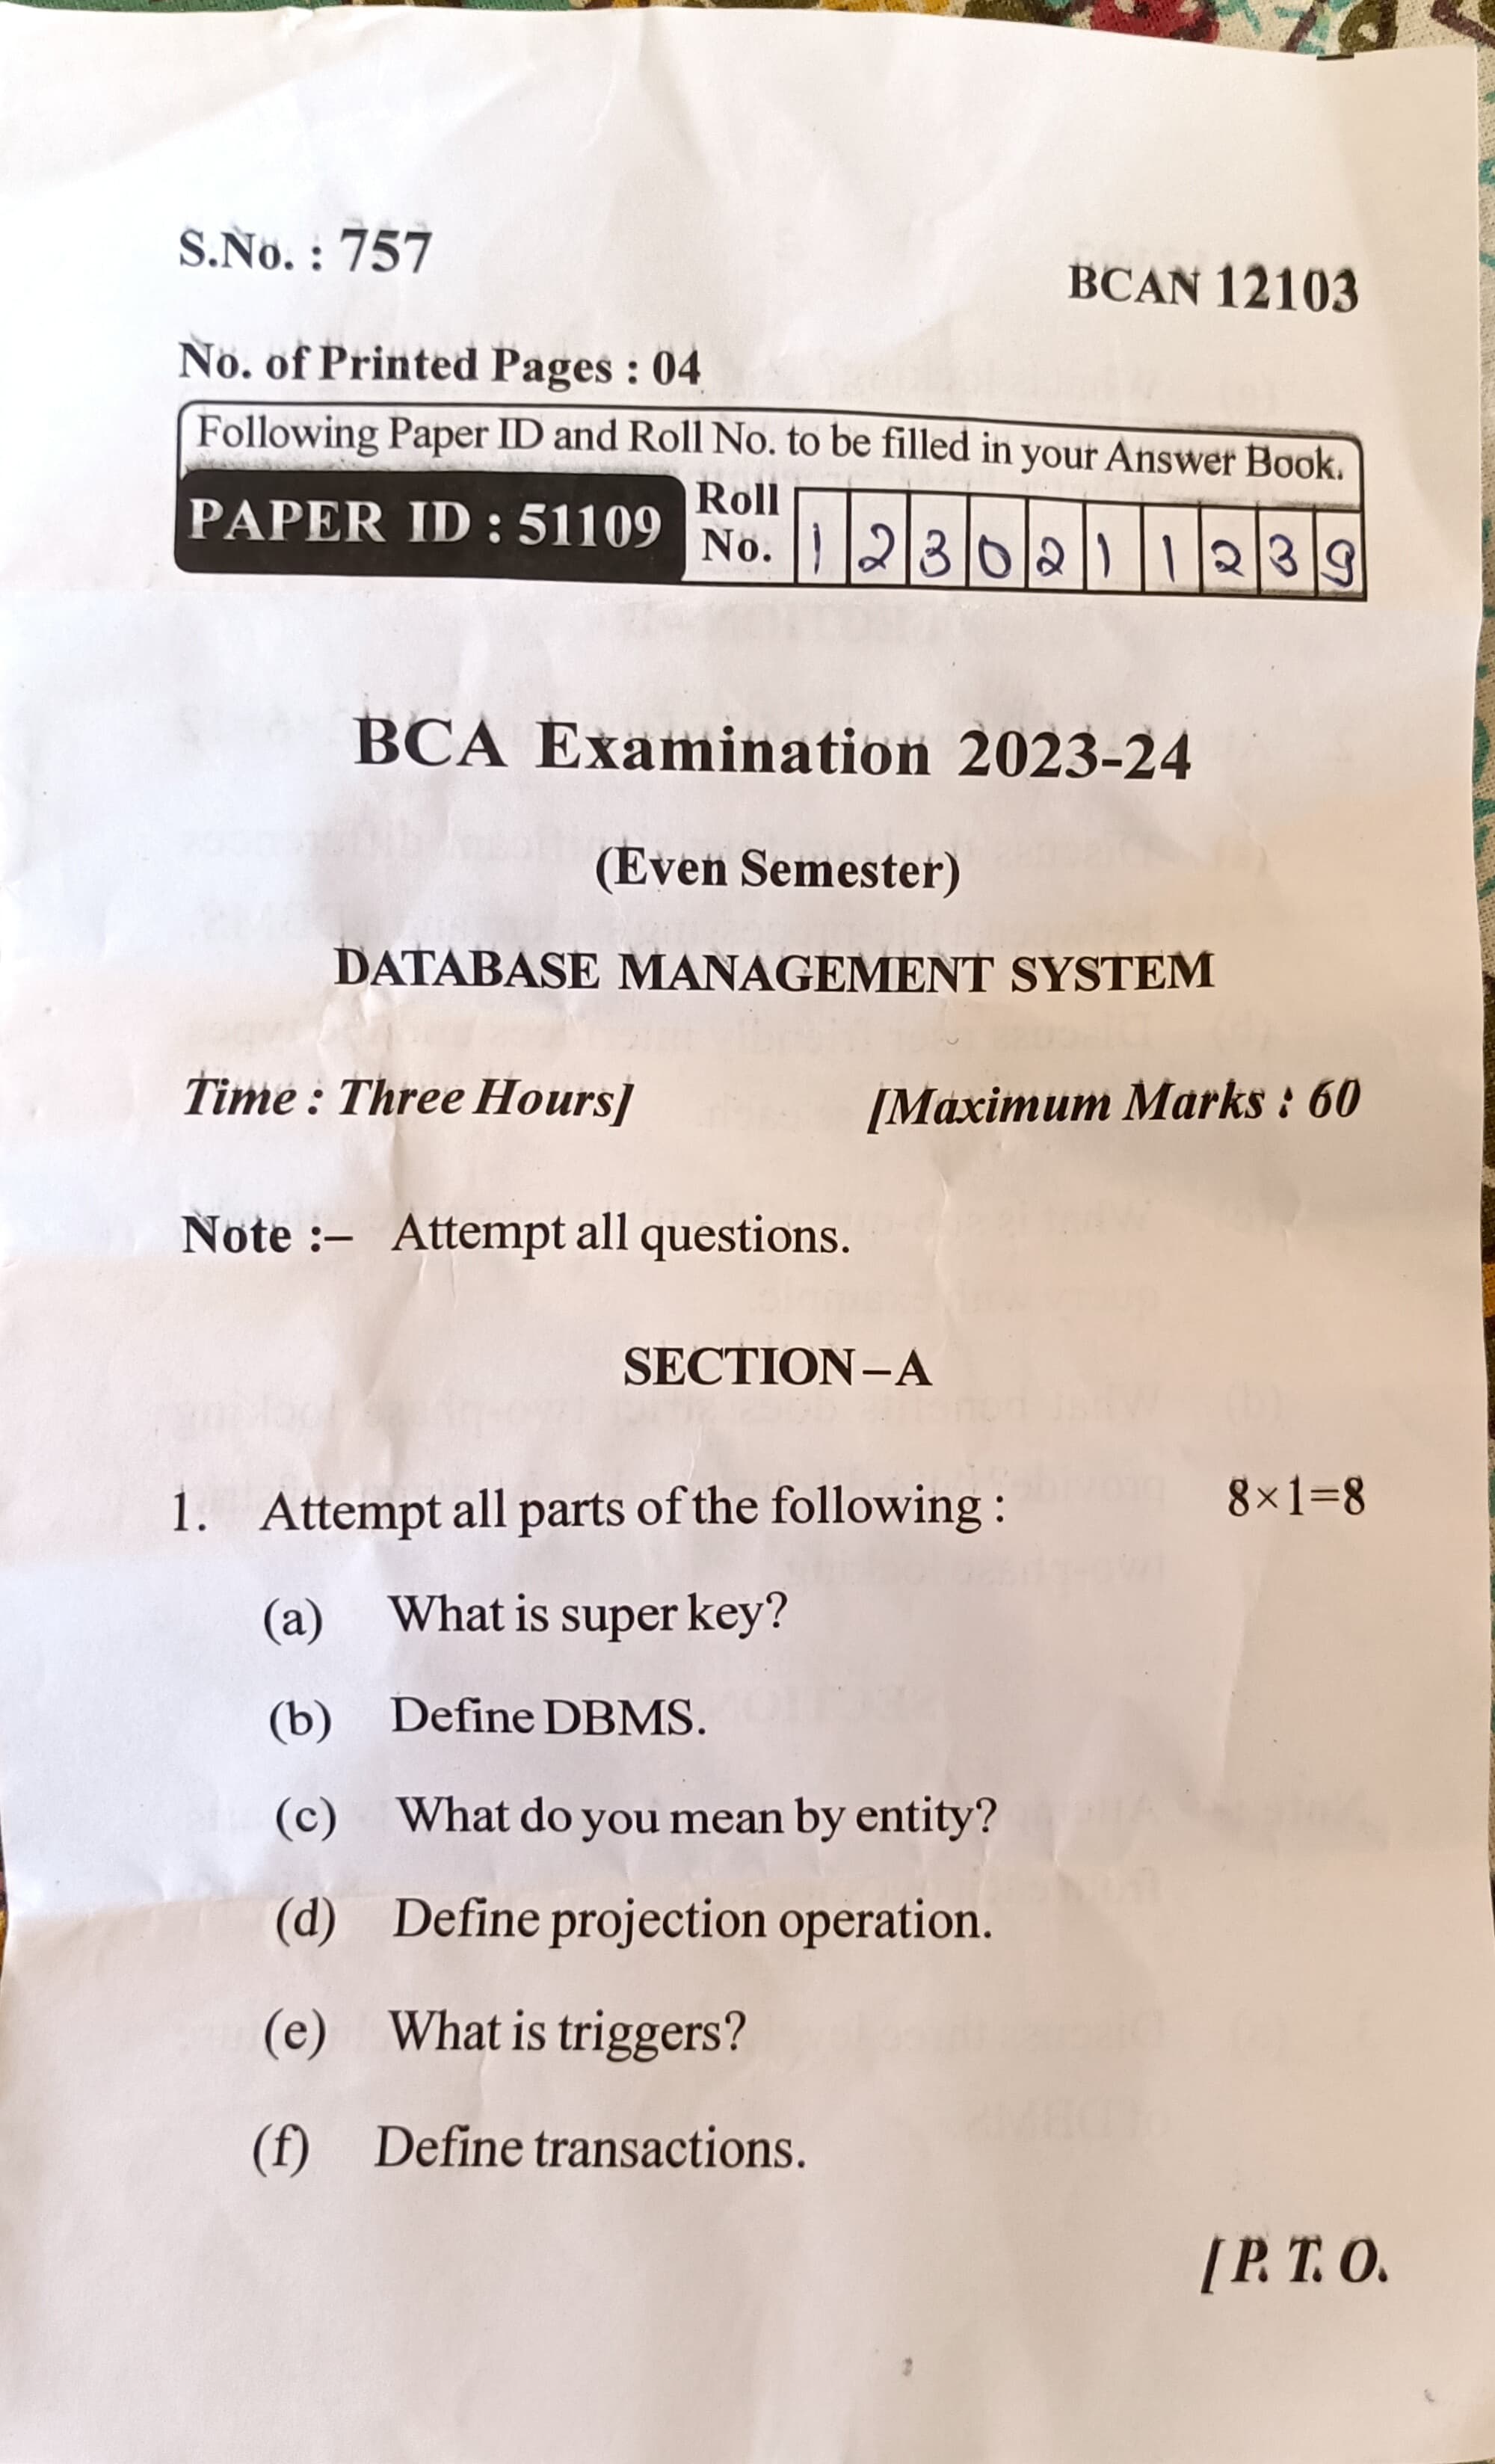 S.No. : 757
BCAN 12103
No. of Printed Pages : 04
Following Paper ID and Roll No. to be filled in your Answer Book.
PAPER ID : 51109
Roll No. 1 2 3 0 2 1 1 2 3 9
BCA Examination 2023-24
(Even Semester)
DATABASE MANAGEMENT SYSTEM
Time : Three Hours] [Maximum Marks : 60
Note :– Attempt all questions.
SECTION–A
1. Attempt all parts of the following : 8×1=8
(a) What is super key?
(b) Define DBMS.
(c) What do you mean by entity?
(d) Define projection operation.
(e) What is triggers?
(f) Define transactions.
[P. T. O.